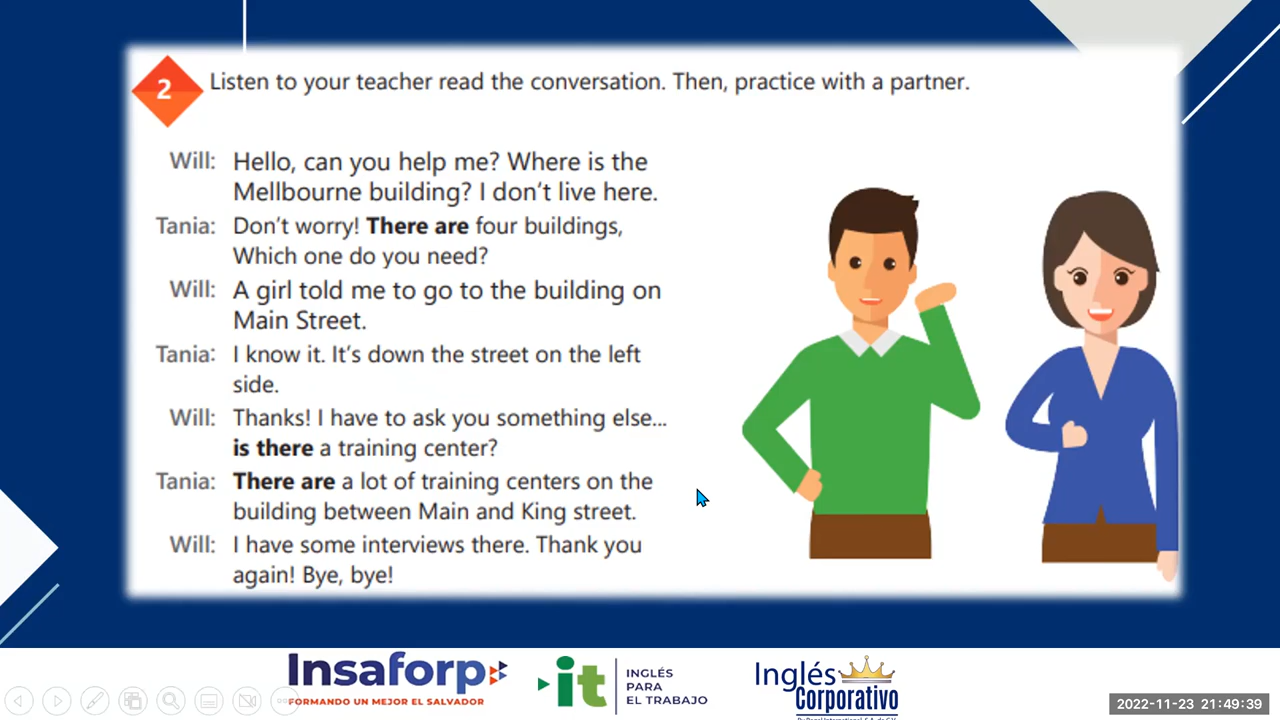 2
Listen to your teacher read the conversation. Then, practice with a partner.
Will: Hello, can you help me? Where is the
Mellbourne building? I don't live here.
Tania: Don't worry! There are four buildings,
Which one do you need?
Will: A girl told me to go to the building on
Main Street.
Tania: I know it. It's down the street on the left
side.
Will: Thanks! I have to ask you something else...
is there a training center?
Tania: There are a lot of training centers on the
building between Main and King street.
Will: I have some interviews there. Thank you
again! Bye, bye!
Insaforp
FORMANDO UN MEJOR EL SALVADOR
it
INGLÉS
PARA
EL TRABAJO
Inglés
Corporativo
2022-11-23 21:49:39